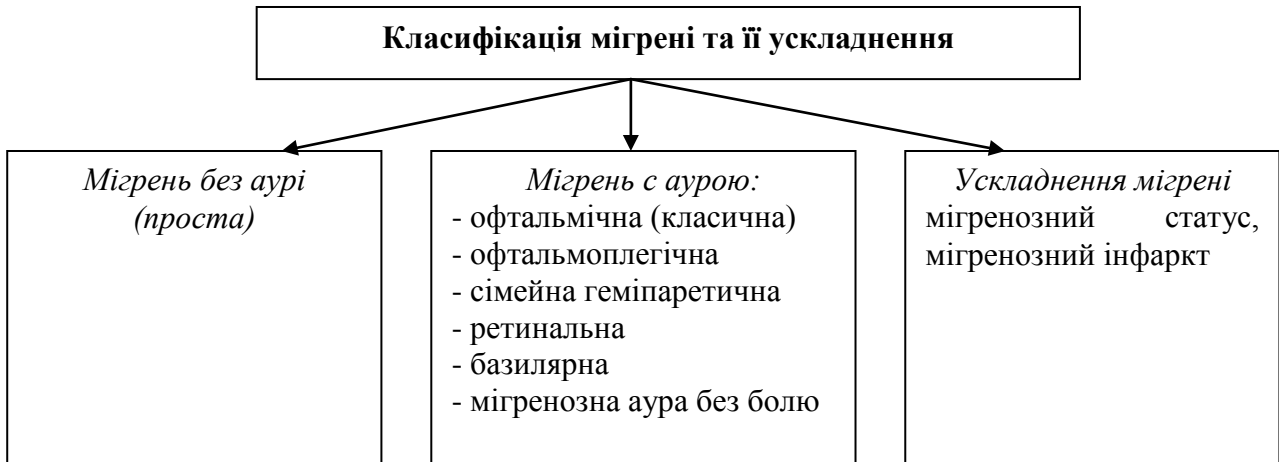 Класифікація мігрені та її ускладнення
Мігрень без аурі
(проста)
Мігрень с аурою:
- офтальмічна (класична)
- офтальмоплегічна
- сімейна геміпаретична
- ретинальна
- базилярна
- мігренозна аура без болю
Ускладнення мігрені
мігренозний статус,
мігренозний інфаркт